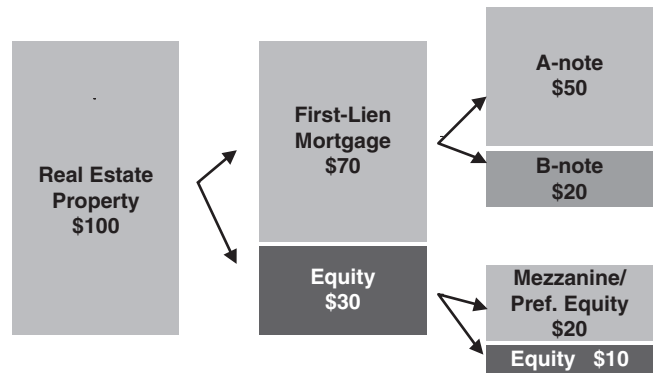 Real Estate
Property
$100
First-Lien
Mortgage
$70
Equity
$30
A-note
$50
B-note
$20
Mezzanine/
Pref. Equity
$20
Equity $10